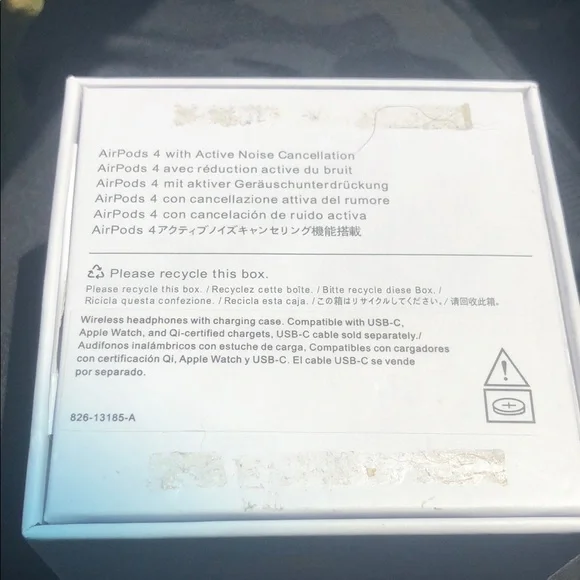 AirPods 4 with Active Noise Cancellation
AirPods 4 avec réduction active du bruit
AirPods 4 mit aktiver Geräuschunterdrückung
AirPods 4 con cancellazione attiva del rumore
AirPods 4 con cancelación de ruido activa
AirPods 4アクティブノイズキャンセリング機能搭載
Please recycle this box.
Please recycle this box. / Recyclez cette boîte. / Bitte recycle diese Box. /
Ricicla questa confezione. / Recicla esta caja. / この箱はリサイクルしてください。/ 请回收此箱。
Wireless headphones with charging case. Compatible with USB-C,
Apple Watch, and Qi-certified chargets, USB-C cable sold separately./
Audífonos inalámbricos con estuche de carga, Compatibles con cargadores
con certificación Qi, Apple Watch y USB-C. El cable USB-C se vende
por separado.
826-13185-A